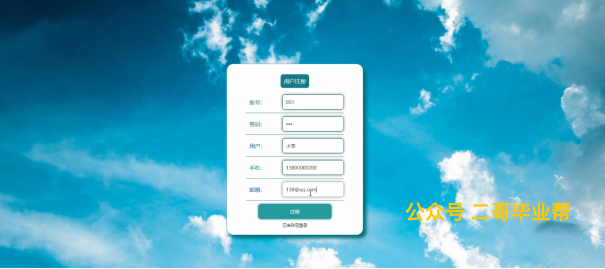 用户注册
账号：
001
密码：
•••
用户：
小李
手机：
13800000000
邮箱：
138@qq.com
注册
已有账号登录
公众号 二哥毕业帮